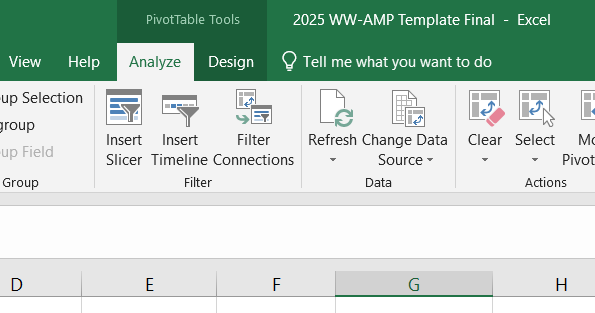 PivotTable Tools
2025 WW-AMP Template Final - Excel
View Help Analyze Design Tell me what you want to do
up Selection
group
up Field
Group
Insert Slicer
Insert Timeline
Filter Connections
Filter
Refresh
Change Data Source
Data
Clear
Select
Mo
Pivot
Actions
D E F G H